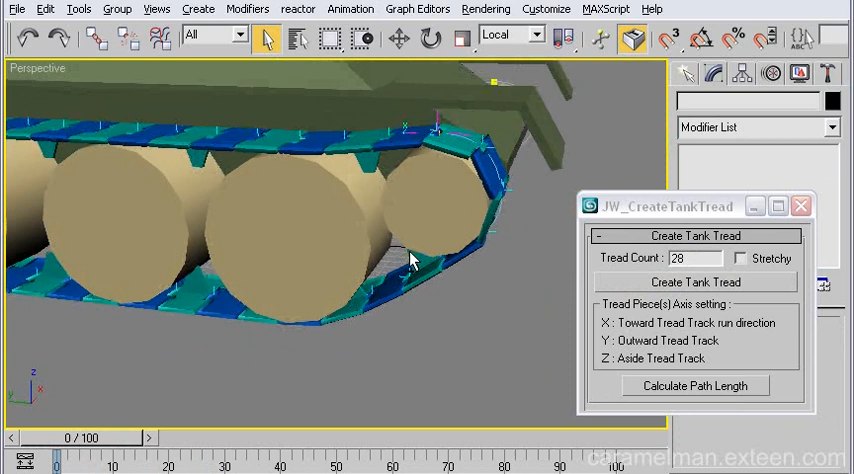 File Edit Tools Group Views Create Modifiers reactor Animation Graph Editors Rendering Customize MAXScript Help
All
Local
3
%
ABC
Perspective
Modifier List
x
JW_CreateTankTread
- Create Tank Tread
Tread Count : 28 Stretchy
Create Tank Tread
Tread Piece(s) Axis setting :
X : Toward Tread Track run direction
Y : Outward Tread Track
Z : Aside Tread Track
Calculate Path Length
z
y x
< 0 / 100 >
0 10 20 30 40 50 60 70 80 90 100
caramelman.exteen.com